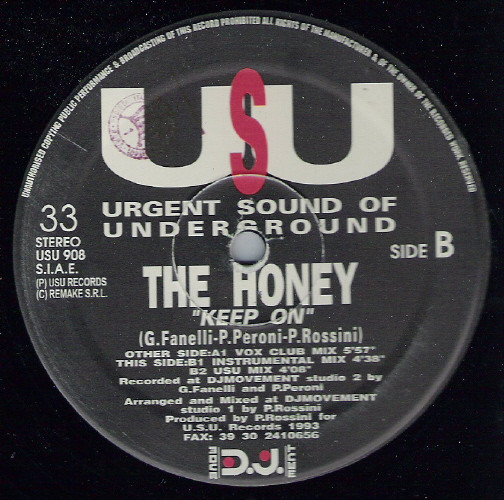 UNAUTHORISED COPYING PUBLIC PERFORMANCE & BROADCASTING OF THIS RECORD PROHIBITED ALL RIGHTS OF THE MANUFACTURER & OF THE OWNER OF THE RECORDED WORK RESERVED
USU
URGENT SOUND OF
UNDERGROUND
33
STEREO
USU 908
S.I.A.E.
(P) USU RECORDS
(C) REMAKE S.R.L.
SIDE B
THE HONEY
"KEEP ON"
(G.Fanelli-P.Peroni-P.Rossini)
OTHER SIDE:A1 VOX CLUB MIX 5'57"
THIS SIDE:B1 INSTRUMENTAL MIX 4'38"
B2 USU MIX 4'08"
Recorded at DJMOVEMENT studio 2 by
G.Fanelli and P.Peroni
Arranged and Mixed at DJMOVEMENT
studio 1 by P.Rossini
Produced by P.Rossini for
U.S.U. Records 1993
FAX: 39 30 2410656
D.J.
MOVE
MENT